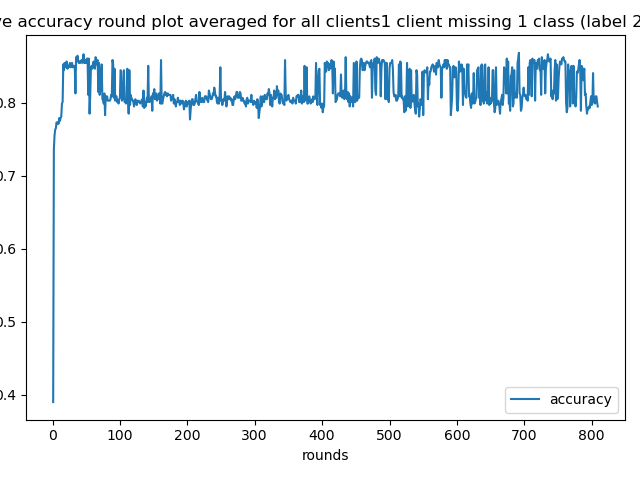 accuracy round plot averaged for all clients1 client missing 1 class (label 2
0.8
0.7
0.6
0.5
0.4
0 100 200 300 400 500 600 700 800
rounds
accuracy